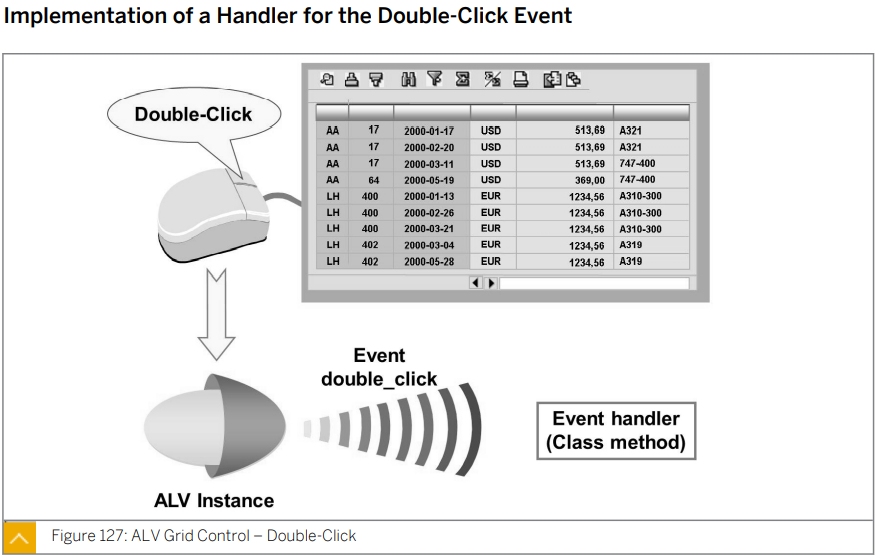 Implementation of a Handler for the Double-Click Event
Double-Click
AA 17 2000-01-17 USD 513,69 A321
AA 17 2000-02-20 USD 513,69 A321
AA 17 2000-03-11 USD 513,69 747-400
AA 64 2000-05-19 USD 369,00 747-400
LH 400 2000-01-13 EUR 1234,56 A310-300
LH 400 2000-02-26 EUR 1234,56 A310-300
LH 400 2000-03-21 EUR 1234,56 A310-300
LH 402 2000-03-04 EUR 1234,56 A319
LH 402 2000-05-28 EUR 1234,56 A319
Event
double_click
Event handler
(Class method)
ALV Instance
Figure 127: ALV Grid Control – Double-Click